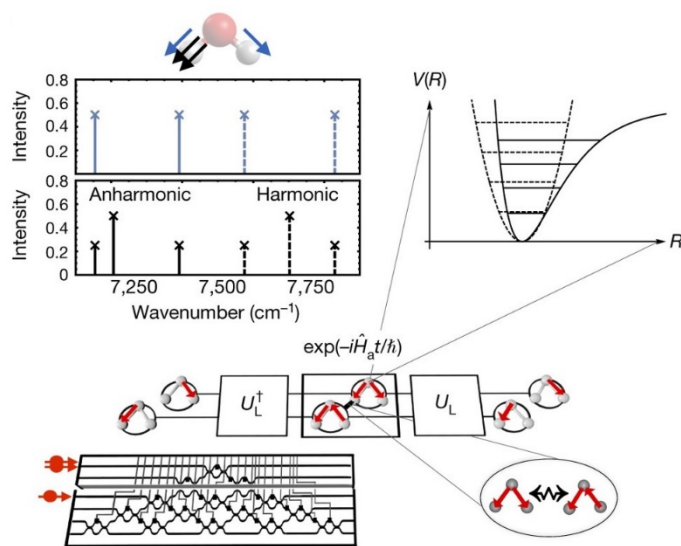 0.8
0.6
0.4
0.2
Intensity
0.8
0.6
0.4
0.2
0
Intensity
Anharmonic
Harmonic
7,250
7,500
7,750
Wavenumber (cm⁻¹)
V(R)
R
exp(–iĤₐt/ℏ)
U†L
UL